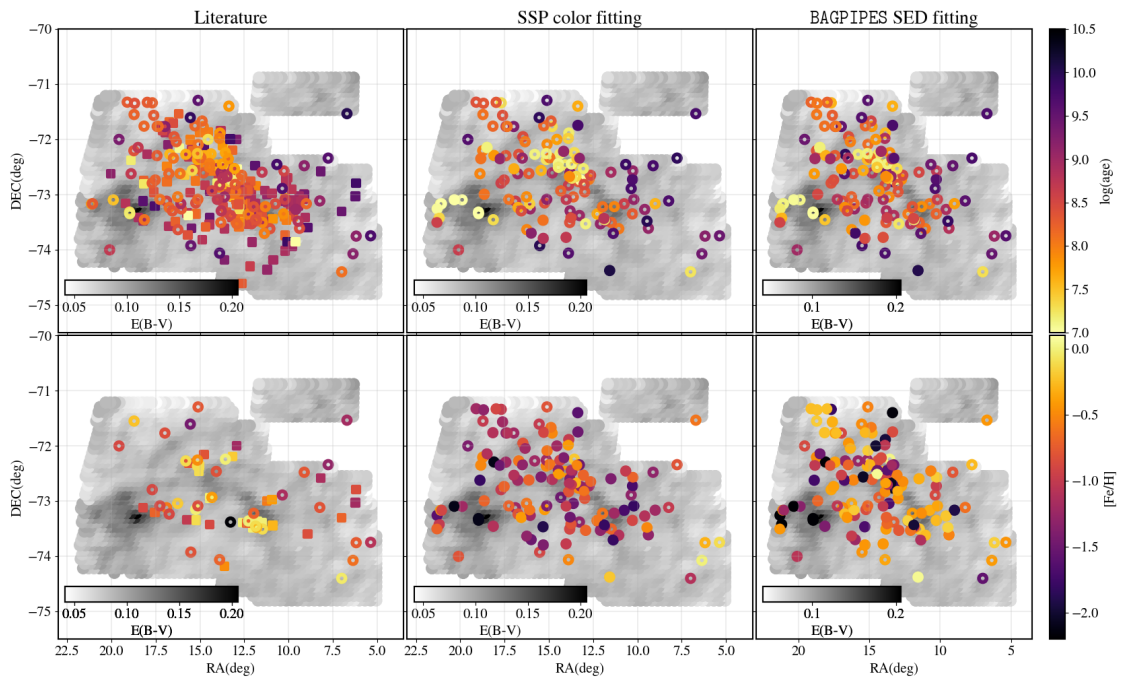 Literature
SSP color fitting
BAGPIPES SED fitting
−70
−71
−72
−73
−74
−75
DEC(deg)
0.05 0.10 0.15 0.20
E(B-V)
0.05 0.10 0.15 0.20
E(B-V)
0.1 0.2
E(B-V)
10.5
10.0
9.5
9.0
8.5
8.0
7.5
7.0
log(age)
−70
−71
−72
−73
−74
−75
DEC(deg)
0.05 0.10 0.15 0.20
E(B-V)
0.05 0.10 0.15 0.20
E(B-V)
0.1 0.2
E(B-V)
0.0
−0.5
−1.0
−1.5
−2.0
[Fe/H]
22.5 20.0 17.5 15.0 12.5 10.0 7.5 5.0
RA(deg)
22.5 20.0 17.5 15.0 12.5 10.0 7.5 5.0
RA(deg)
20 15 10 5
RA(deg)